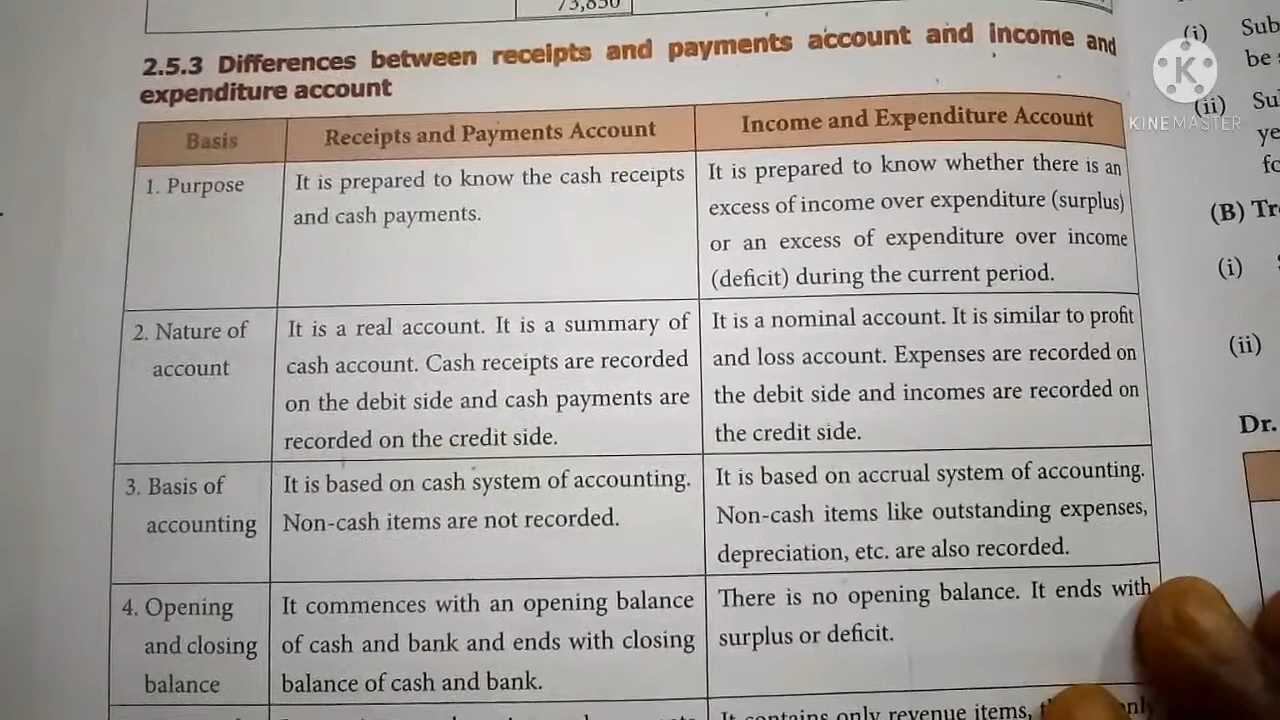 73,850
2.5.3 Differences between receipts and payments account and income and
expenditure account
Basis
Receipts and Payments Account
Income and Expenditure Account
1. Purpose
It is prepared to know the cash receipts
and cash payments.
It is prepared to know whether there is an
excess of income over expenditure (surplus)
or an excess of expenditure over income
(deficit) during the current period.
2. Nature of
account
It is a real account. It is a summary of
cash account. Cash receipts are recorded
on the debit side and cash payments are
recorded on the credit side.
It is a nominal account. It is similar to profit
and loss account. Expenses are recorded on
the debit side and incomes are recorded on
the credit side.
3. Basis of
accounting
It is based on cash system of accounting.
Non-cash items are not recorded.
It is based on accrual system of accounting.
Non-cash items like outstanding expenses,
depreciation, etc. are also recorded.
4. Opening
and closing
balance
It commences with an opening balance
of cash and bank and ends with closing
balance of cash and bank.
There is no opening balance. It ends with
surplus or deficit.
It contains only revenue items,
(i) Sub
be
(ii) Su
ye
fo
(B) Tr
(i)
(ii)
Dr.
K
KINEMASTER